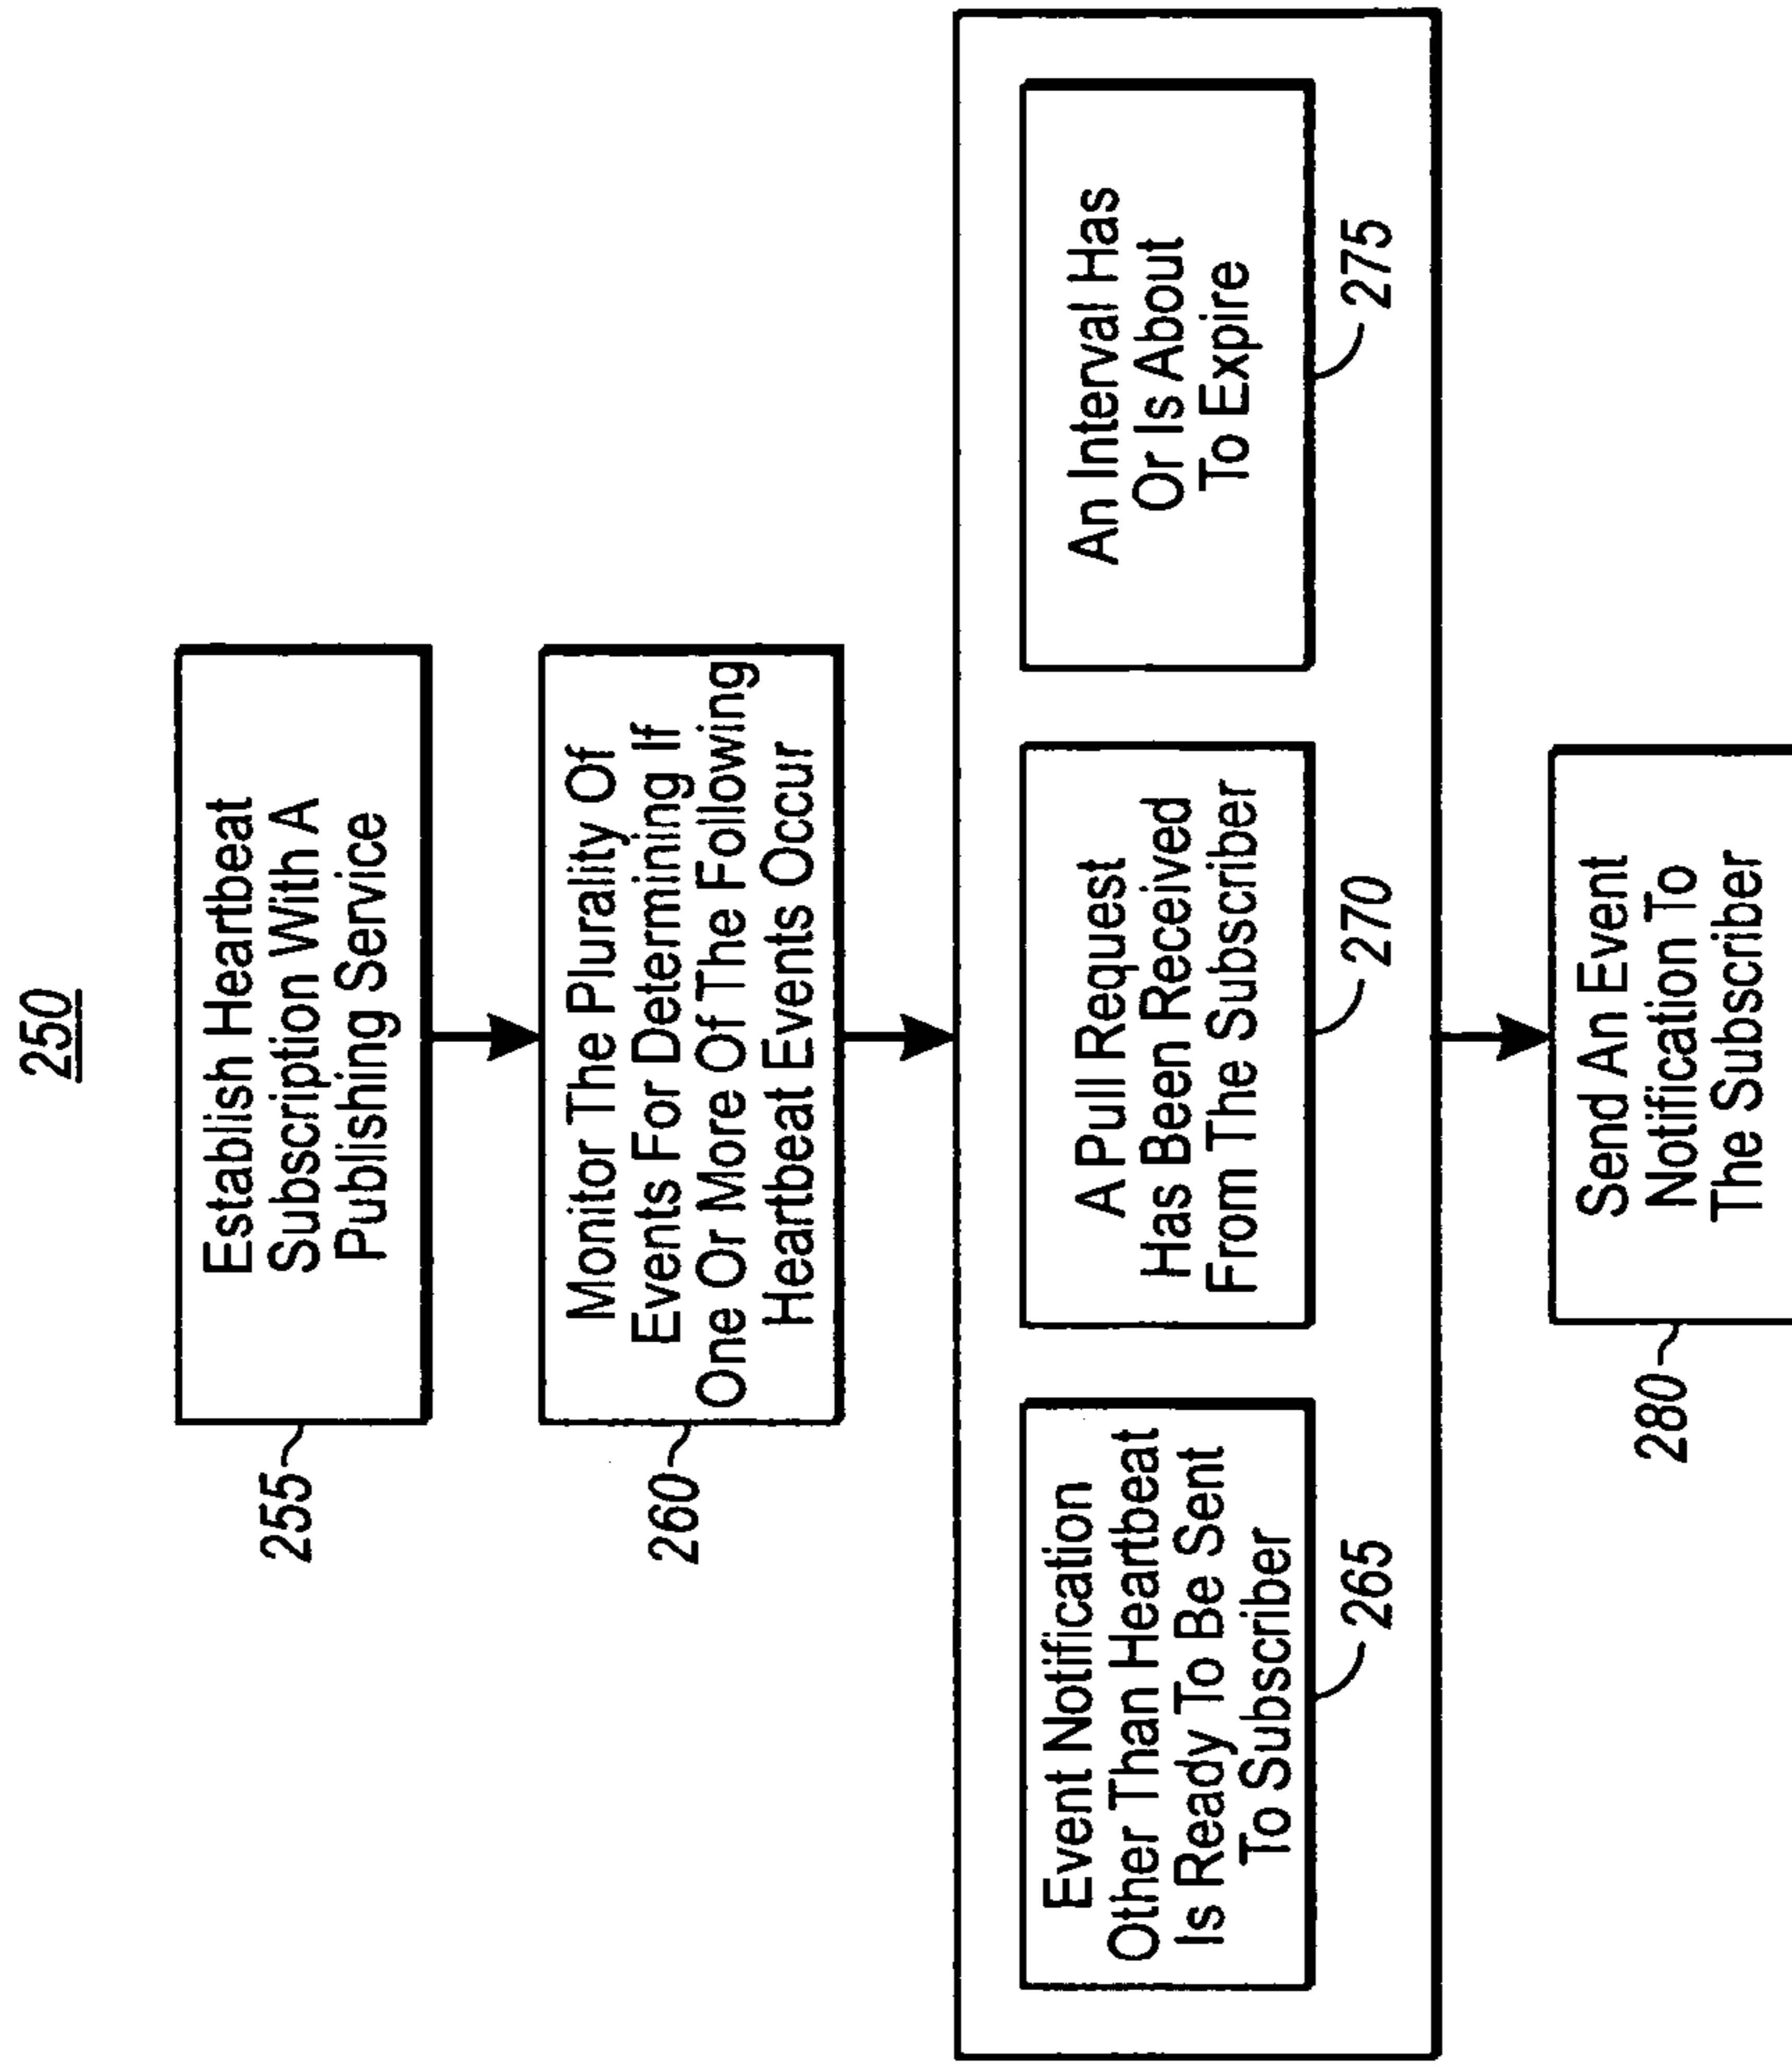 250
Establish Heartbeat
Subscription With A
Publishing Service
255
Monitor The Plurality Of
Events For Determining If
One Or More Of The Following
Heartbeat Events Occur
260
Event Notification
Other Than Heartbeat
Is Ready To Be Sent
To Subscriber
265
A Pull Request
Has Been Received
From The Subscriber
270
An Interval Has
Or Is About
To Expire
275
Send An Event
Notification To
The Subscriber
280